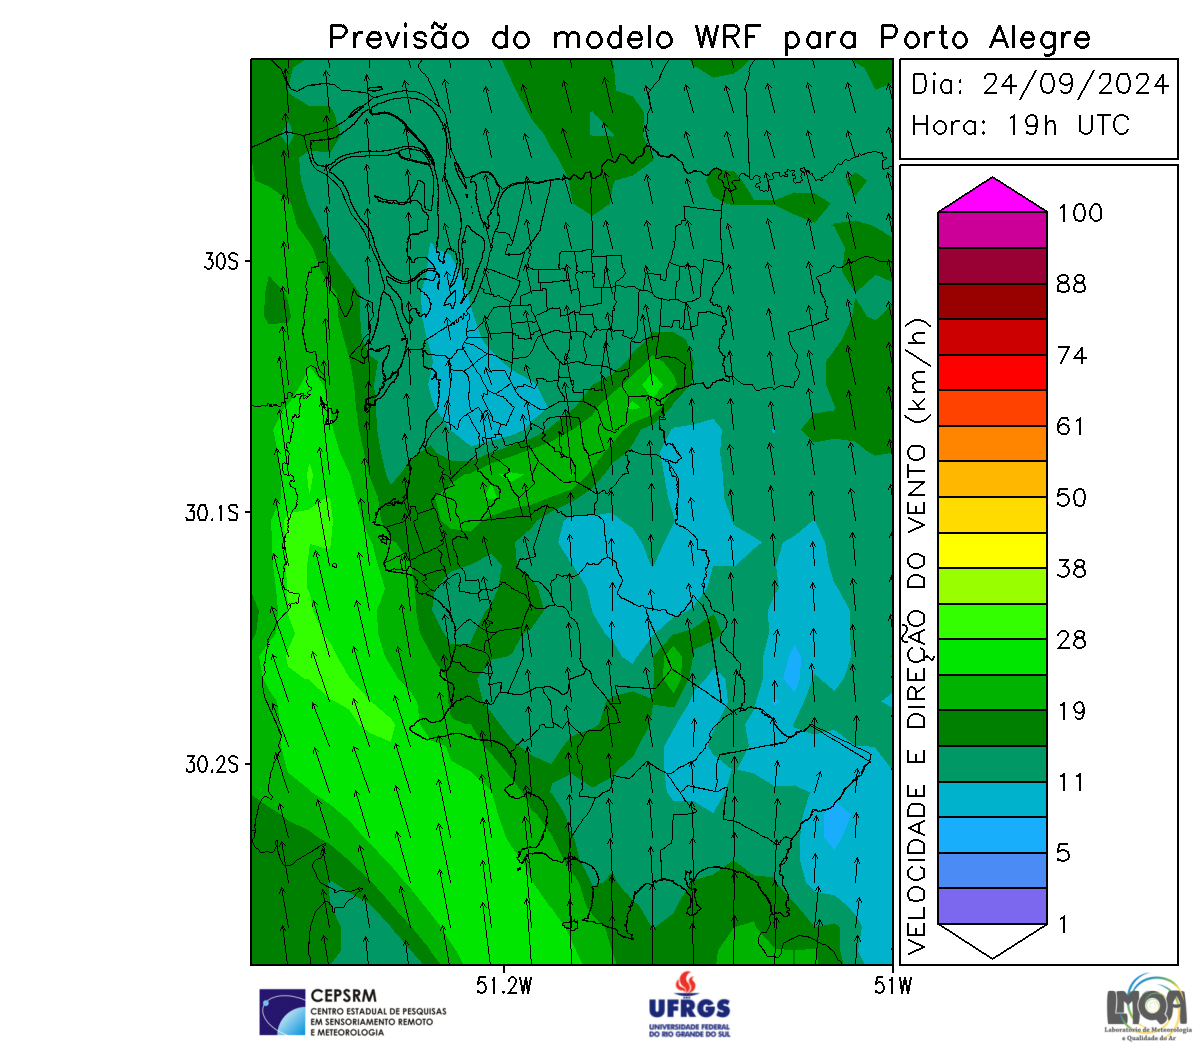 Previsão do modelo WRF para Porto Alegre
Dia: 24/09/2024
Hora: 19h UTC
30S
30.1S
30.2S
51.2W
51W
VELOCIDADE E DIREÇÃO DO VENTO (km/h)
100
88
74
61
50
38
28
19
11
5
1
CEPSRM
CENTRO ESTADUAL DE PESQUISAS
EM SENSORIAMENTO REMOTO
E METEOROLOGIA
UFRGS
UNIVERSIDADE FEDERAL
DO RIO GRANDE DO SUL
LMQA
Laboratório de Meteorologia
e Qualidade do Ar